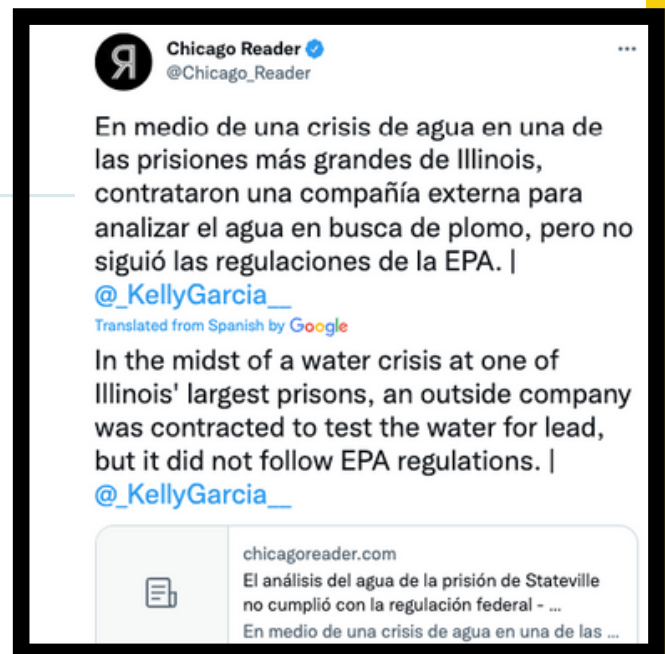 Chicago Reader
@Chicago_Reader
En medio de una crisis de agua en una de
las prisiones más grandes de Illinois,
contrataron una compañía externa para
analizar el agua en busca de plomo, pero no
siguió las regulaciones de la EPA. |
@_KellyGarcia__
Translated from Spanish by Google
In the midst of a water crisis at one of
Illinois' largest prisons, an outside company
was contracted to test the water for lead,
but it did not follow EPA regulations. |
@_KellyGarcia__
chicagoreader.com
El análisis del agua de la prisión de Stateville
no cumplió con la regulación federal - ...
En medio de una crisis de agua en una de las ...